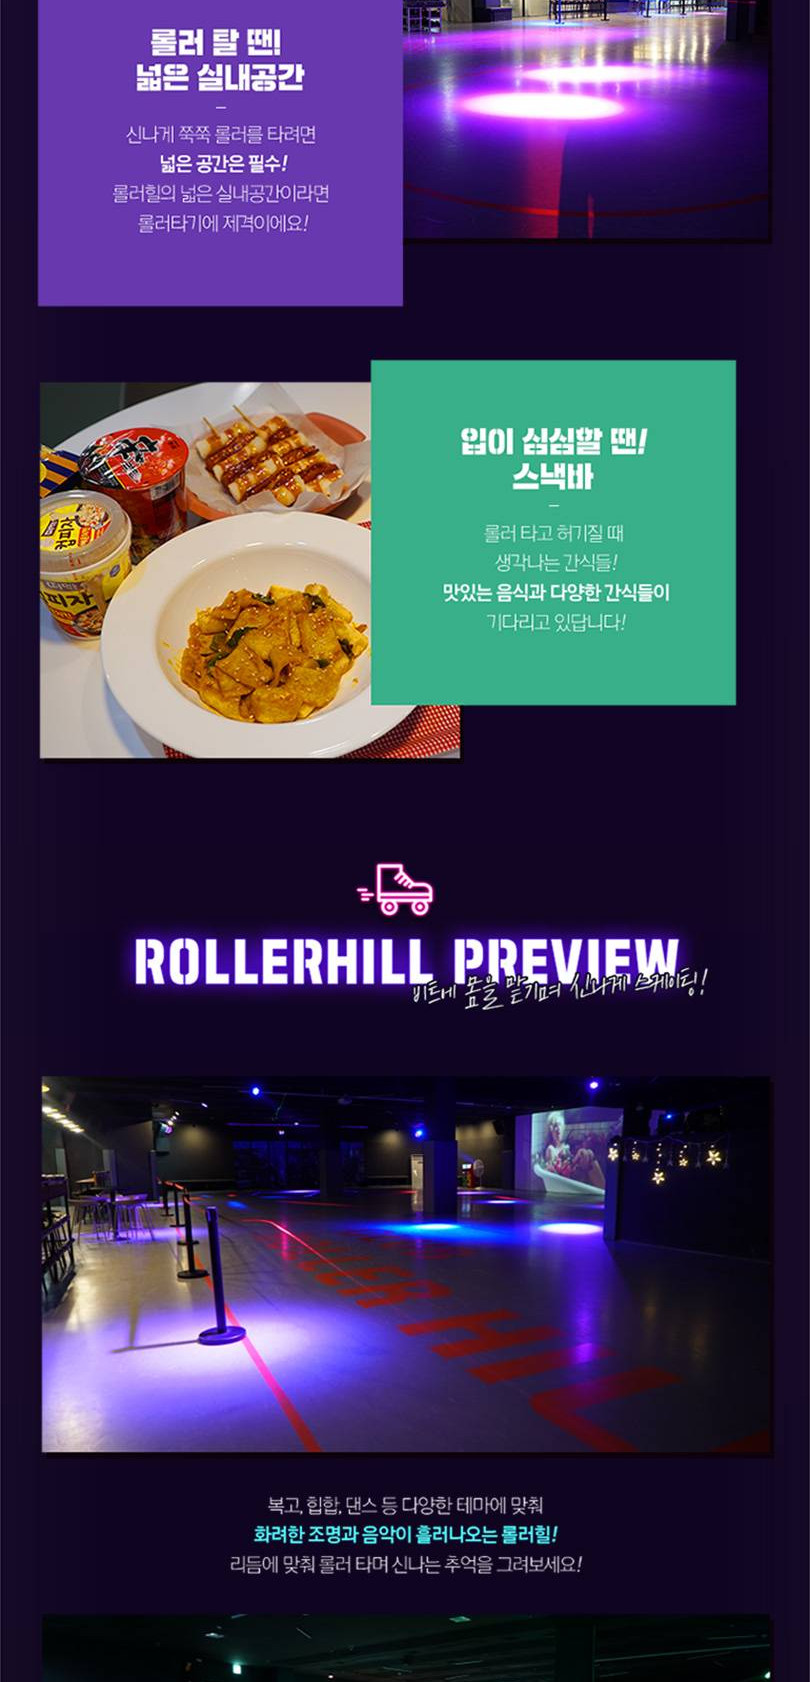 롤러 탈 땐!
넓은 실내공간
신나게 쭉쭉 롤러를 타려면
넓은 공간은 필수!
롤러힐의 넓은 실내공간이라면
롤러타기에 제격이에요!
입이 심심할 땐!
스낵바
롤러 타고 허기질 때
생각나는 간식들!
맛있는 음식과 다양한 간식들이
기다리고 있답니다!
辛
피자
ROLLERHILL PREVIEW
비트에 몸을 맡기며 신나게 스케이팅!
LLER HILL
복고, 힙합, 댄스 등 다양한 테마에 맞춰
화려한 조명과 음악이 흘러나오는 롤러힐!
리듬에 맞춰 롤러 타며 신나는 추억을 그려보세요!